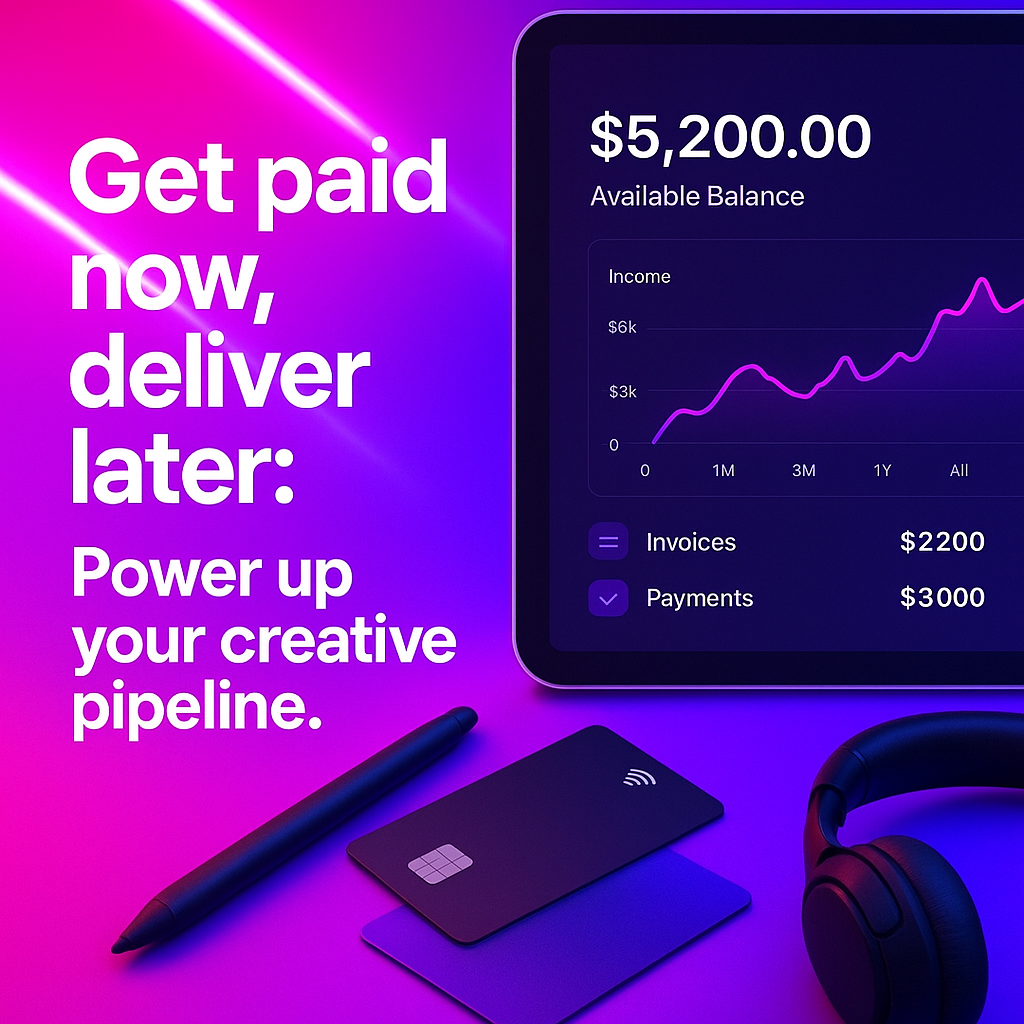 Get paid
now,
deliver
later:
Power up
your creative
pipeline.
$5,200.00
Available Balance
Income
$6k
$3k
0
0 1M 3M 1Y All
Invoices $2200
Payments $3000